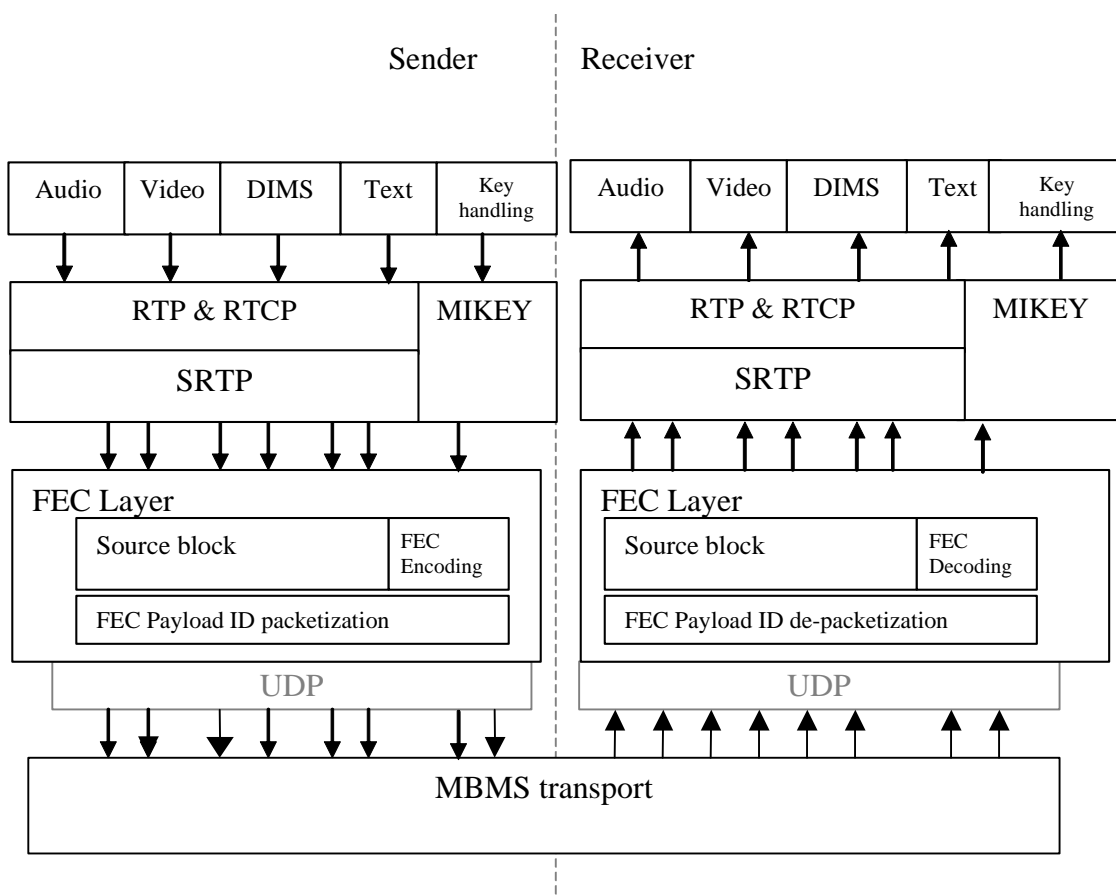 Sender
Receiver
Audio
Video
DIMS
Text
Key
handling
RTP & RTCP
MIKEY
SRTP
FEC Layer
Source block
FEC
Encoding
FEC Payload ID packetization
UDP
Audio
Video
DIMS
Text
Key
handling
RTP & RTCP
MIKEY
SRTP
FEC Layer
Source block
FEC
Decoding
FEC Payload ID de-packetization
UDP
MBMS transport